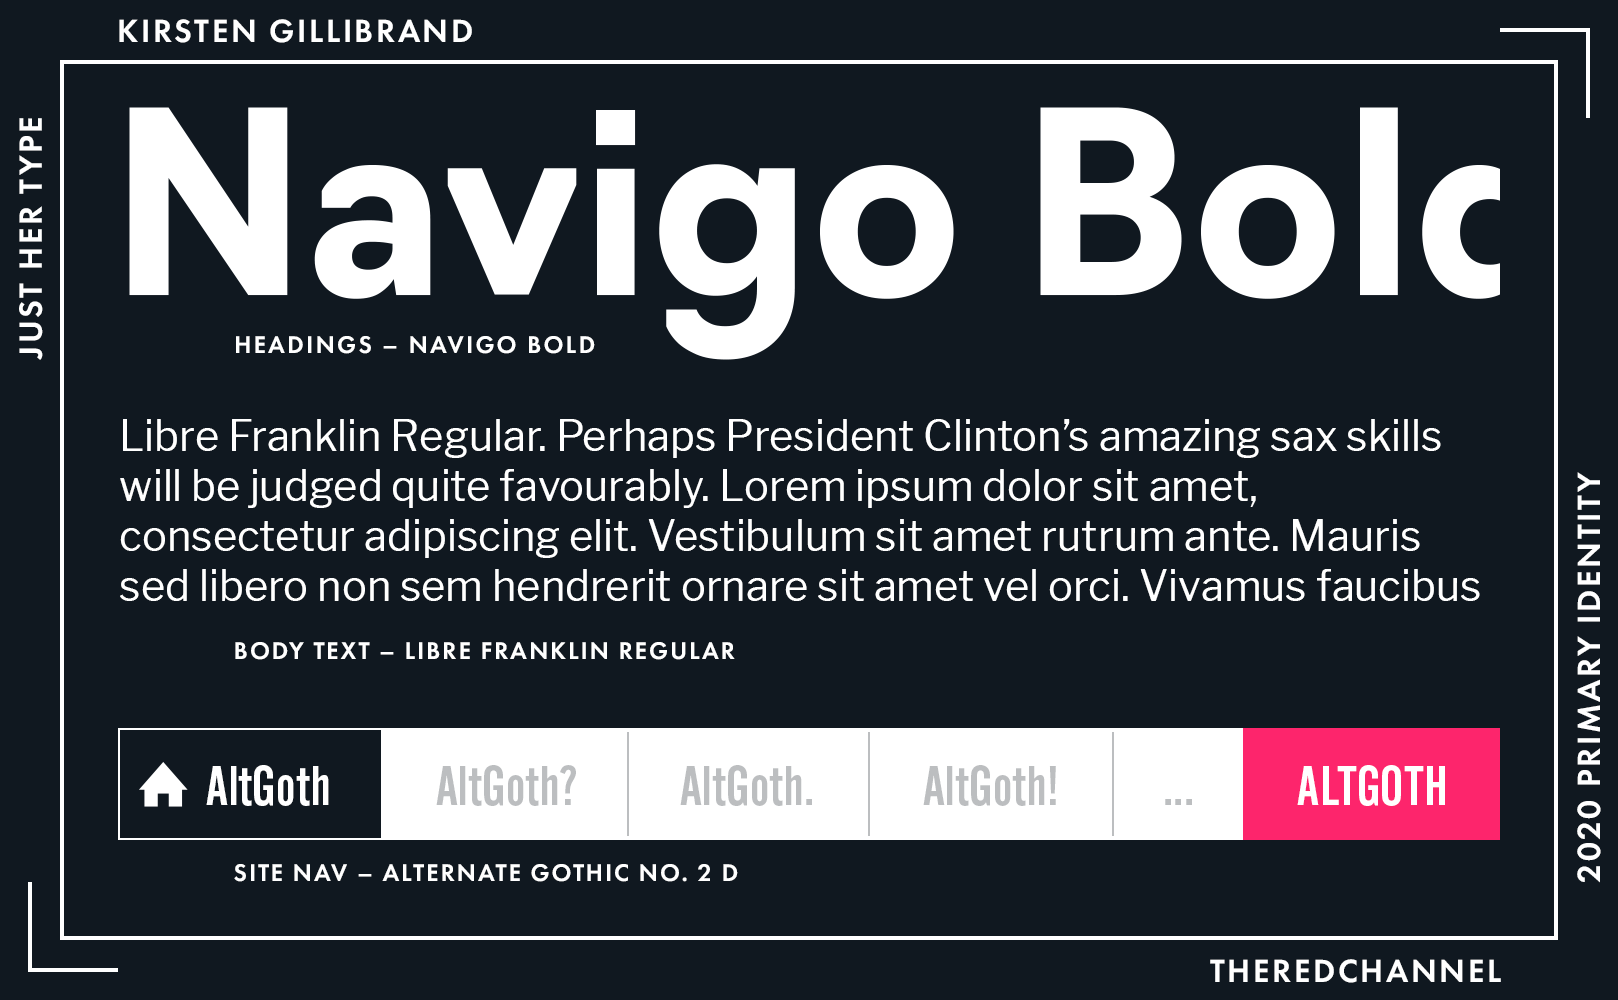 KIRSTEN GILLIBRAND
JUST HER TYPE
Navigo Bold
HEADINGS – NAVIGO BOLD
Libre Franklin Regular. Perhaps President Clinton’s amazing sax skills
will be judged quite favourably. Lorem ipsum dolor sit amet,
consectetur adipiscing elit. Vestibulum sit amet rutrum ante. Mauris
sed libero non sem hendrerit ornare sit amet vel orci. Vivamus faucibus
BODY TEXT – LIBRE FRANKLIN REGULAR
AltGoth AltGoth? AltGoth. AltGoth! ... ALTGOTH
SITE NAV – ALTERNATE GOTHIC NO. 2 D
2020 PRIMARY IDENTITY
THEREDCHANNEL